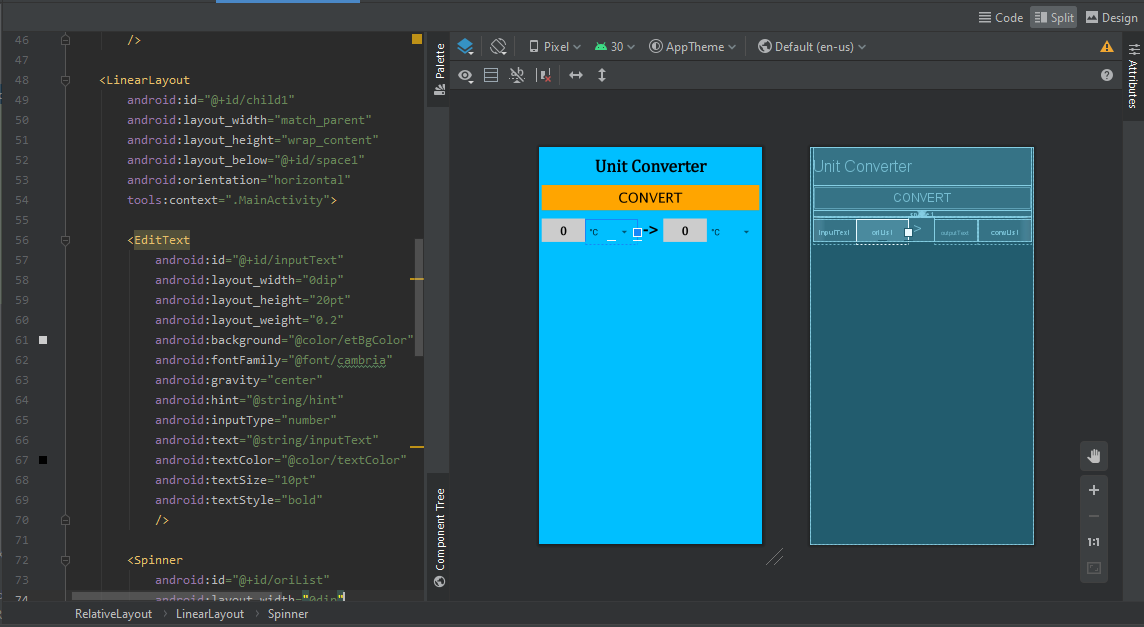 Code Split Design
46 />
47
48 <LinearLayout
49 android:id="@+id/child1"
50 android:layout_width="match_parent"
51 android:layout_height="wrap_content"
52 android:layout_below="@+id/space1"
53 android:orientation="horizontal"
54 tools:context=".MainActivity">
55
56 <EditText
57 android:id="@+id/inputText"
58 android:layout_width="0dip"
59 android:layout_height="20pt"
60 android:layout_weight="0.2"
61 android:background="@color/etBgColor"
62 android:fontFamily="@font/cambria"
63 android:gravity="center"
64 android:hint="@string/hint"
65 android:inputType="number"
66 android:text="@string/inputText"
67 android:textColor="@color/textColor"
68 android:textSize="10pt"
69 android:textStyle="bold"
70 />
71
72 <Spinner
73 android:id="@+id/oriList"
74 android:layout_width="0dip"
RelativeLayout > LinearLayout > Spinner
Palette
Component Tree
Pixel 30 AppTheme Default (en-us)
Unit Converter
CONVERT
0 °C -> 0 °C
Unit Converter
CONVERT
inputText oriList > outputText convList
1:1
Attributes